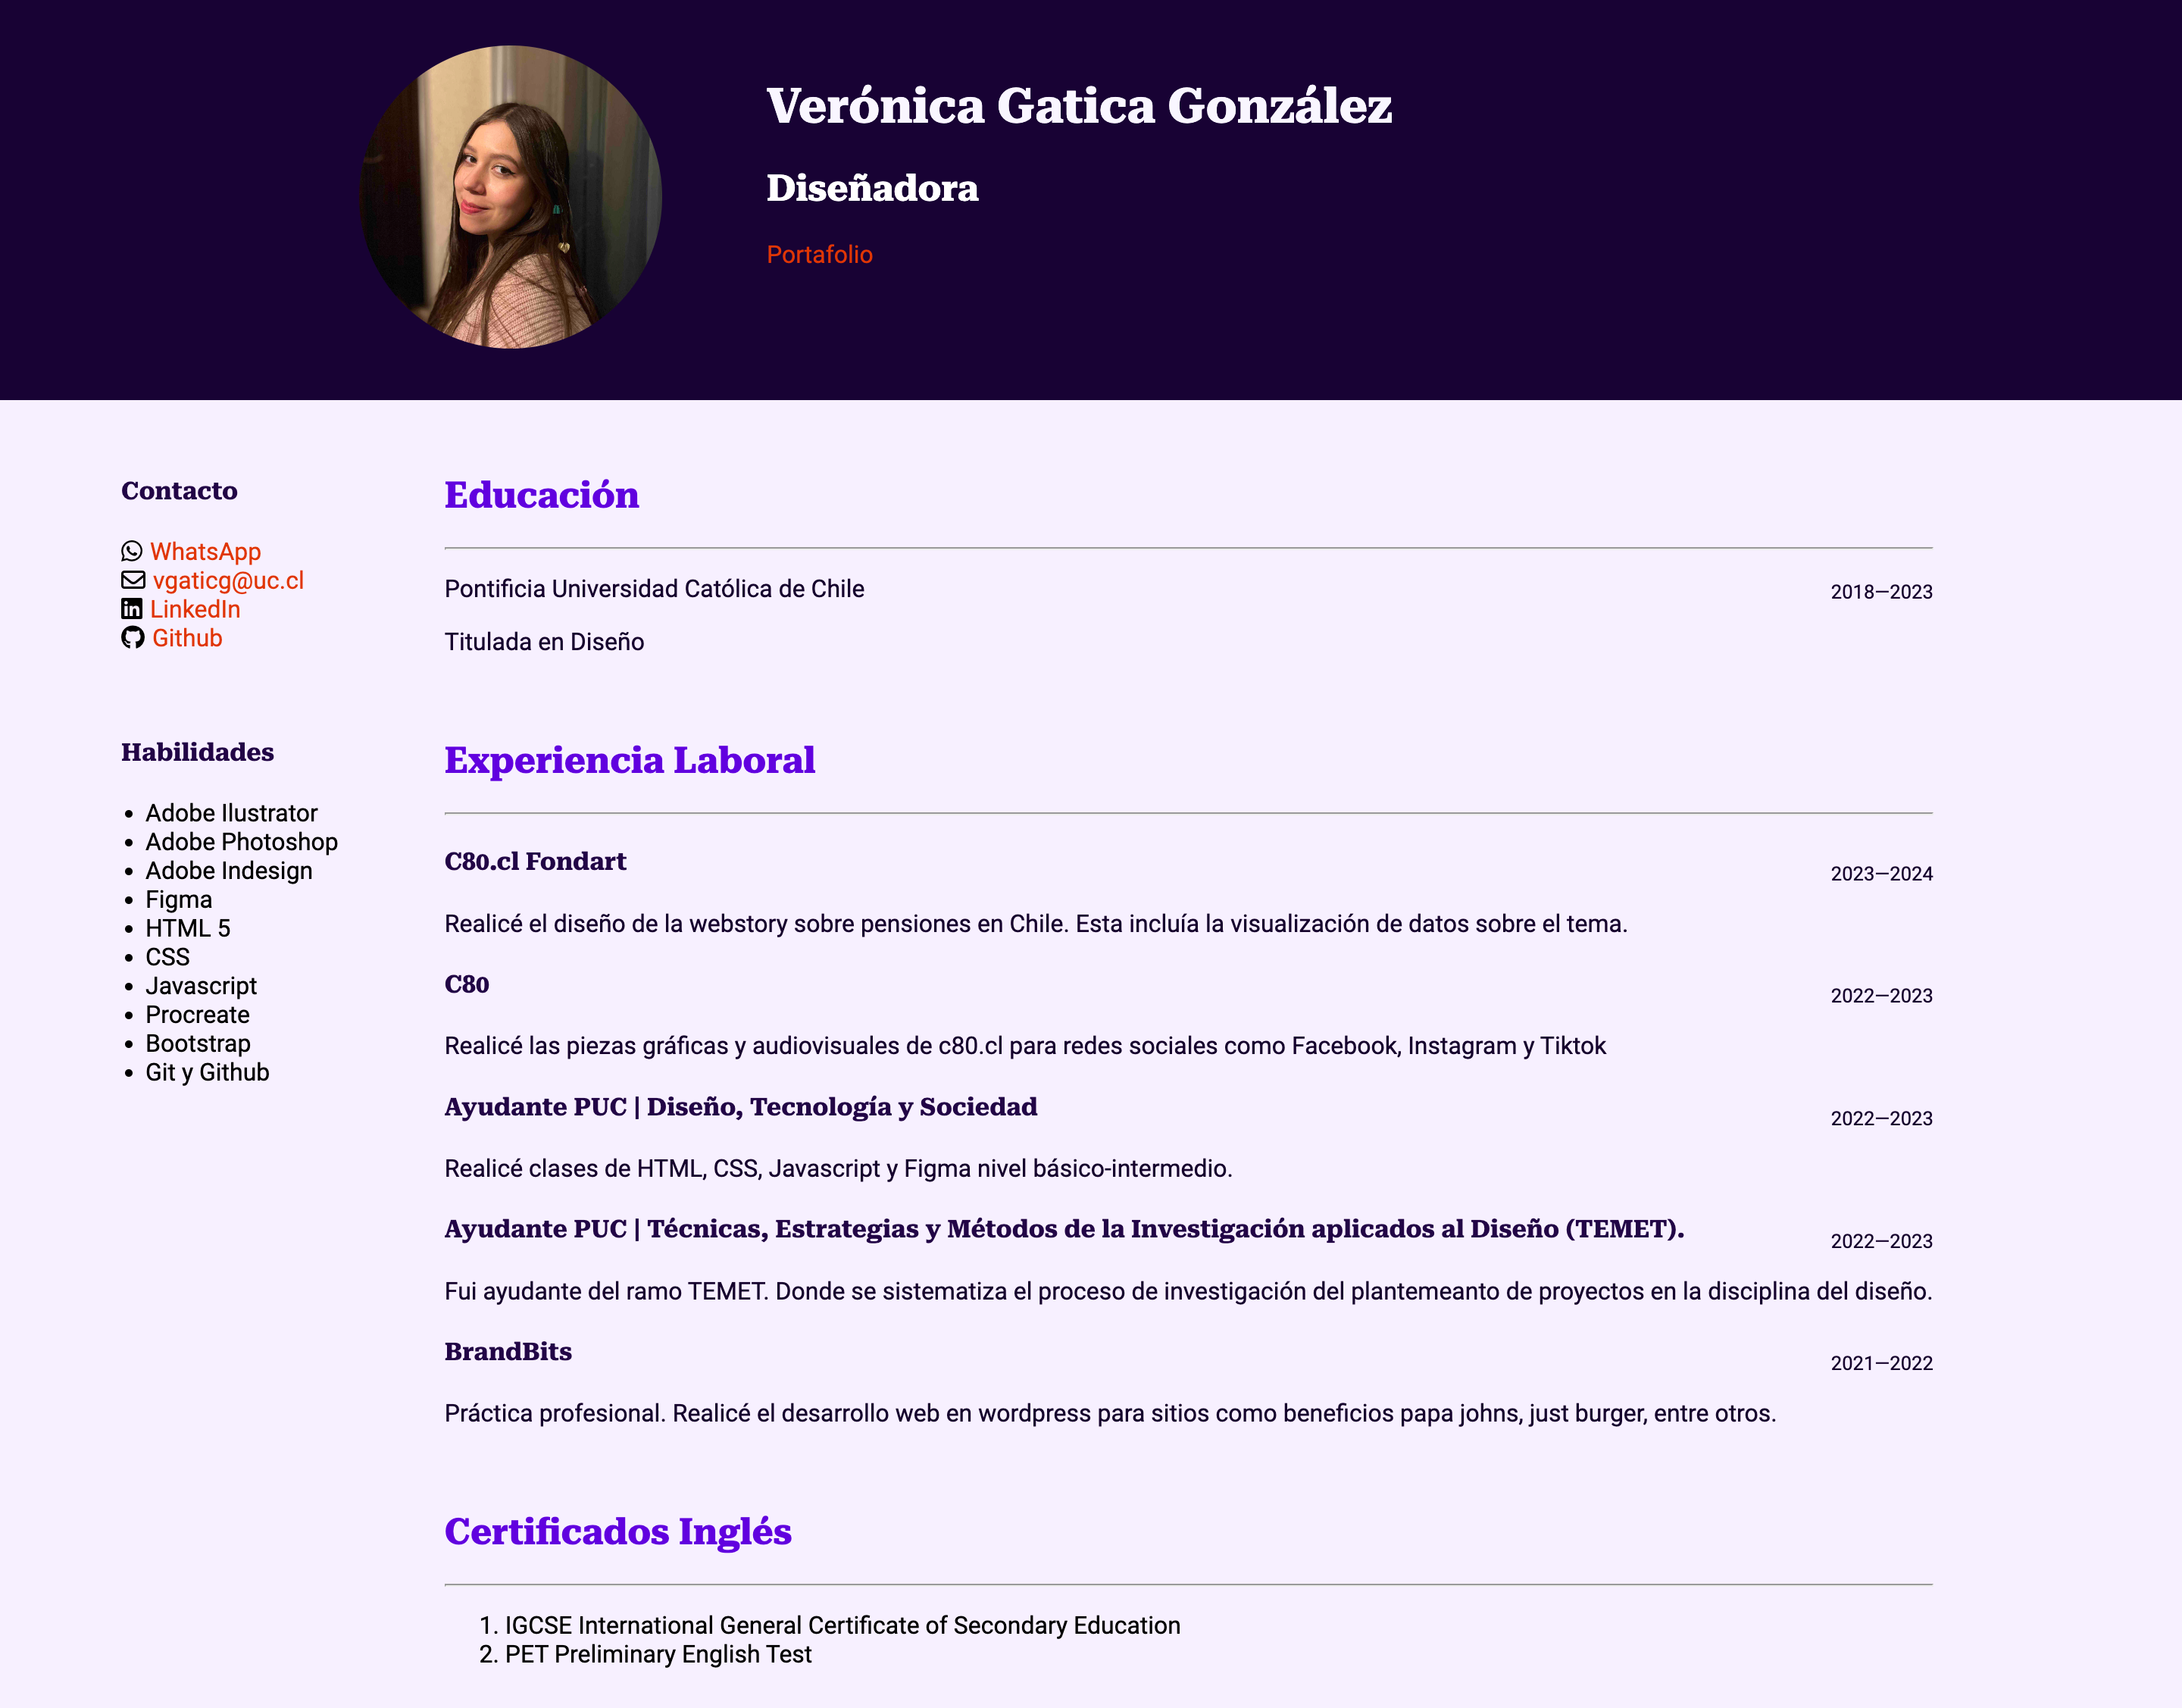 Verónica Gatica González
Diseñadora
Portafolio
Contacto
WhatsApp
vgaticg@uc.cl
LinkedIn
Github
Habilidades
• Adobe Ilustrator
• Adobe Photoshop
• Adobe Indesign
• Figma
• HTML 5
• CSS
• Javascript
• Procreate
• Bootstrap
• Git y Github
Educación
Pontificia Universidad Católica de Chile 2018—2023
Titulada en Diseño
Experiencia Laboral
C80.cl Fondart 2023—2024
Realicé el diseño de la webstory sobre pensiones en Chile. Esta incluía la visualización de datos sobre el tema.
C80 2022—2023
Realicé las piezas gráficas y audiovisuales de c80.cl para redes sociales como Facebook, Instagram y Tiktok
Ayudante PUC | Diseño, Tecnología y Sociedad 2022—2023
Realicé clases de HTML, CSS, Javascript y Figma nivel básico-intermedio.
Ayudante PUC | Técnicas, Estrategias y Métodos de la Investigación aplicados al Diseño (TEMET). 2022—2023
Fui ayudante del ramo TEMET. Donde se sistematiza el proceso de investigación del plantemeanto de proyectos en la disciplina del diseño.
BrandBits 2021—2022
Práctica profesional. Realicé el desarrollo web en wordpress para sitios como beneficios papa johns, just burger, entre otros.
Certificados Inglés
1. IGCSE International General Certificate of Secondary Education
2. PET Preliminary English Test